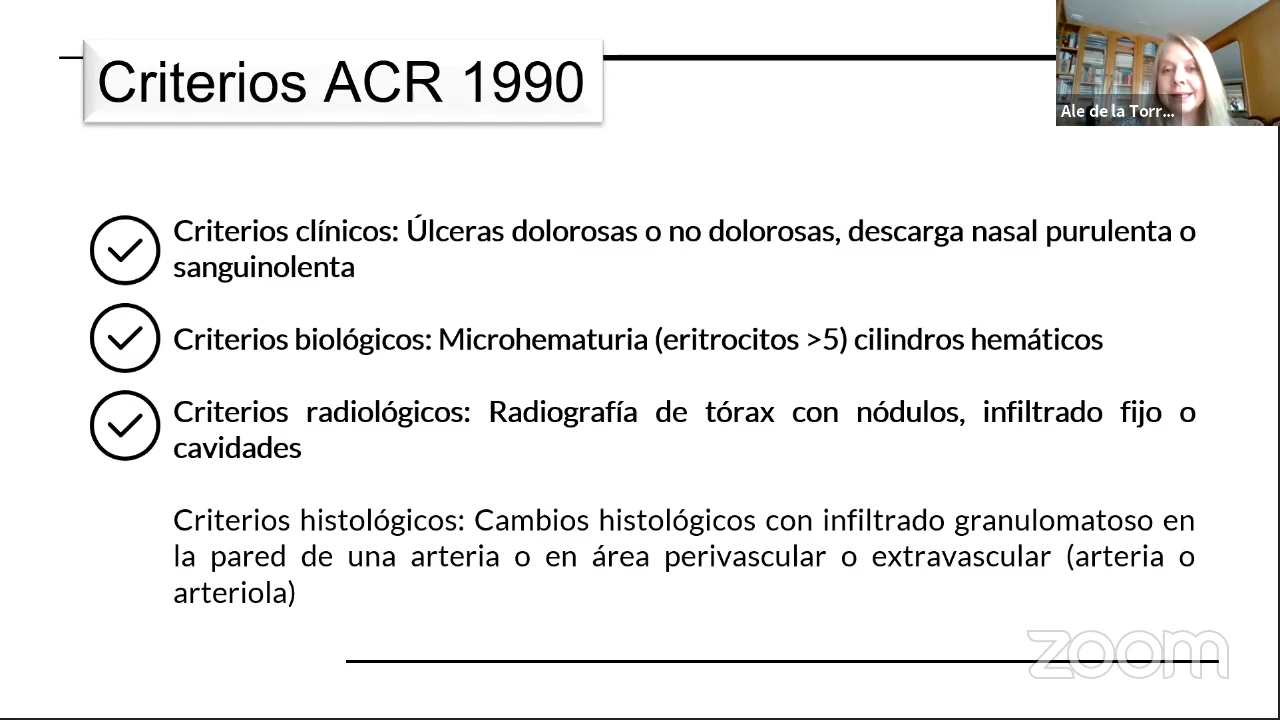 Criterios ACR 1990
Ale de la Torr...
Criterios clínicos: Úlceras dolorosas o no dolorosas, descarga nasal purulenta o
sanguinolenta
Criterios biológicos: Microhematuria (eritrocitos >5) cilindros hemáticos
Criterios radiológicos: Radiografía de tórax con nódulos, infiltrado fijo o
cavidades
Criterios histológicos: Cambios histológicos con infiltrado granulomatoso en
la pared de una arteria o en área perivascular o extravascular (arteria o
arteriola)
zoom